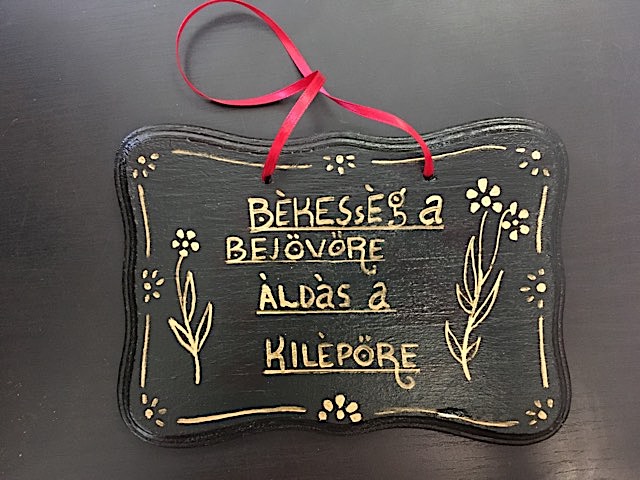 BÈKESsÈg a
BEJÖVÖRE
ÀLDÀS a
KILÈPÖRE